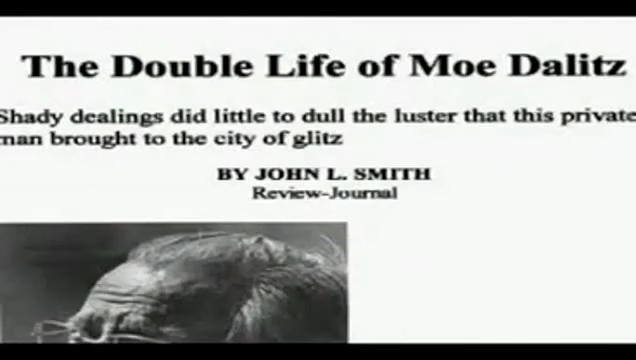 The Double Life of Moe Dalitz
Shady dealings did little to dull the luster that this private
man brought to the city of glitz
BY JOHN L. SMITH
Review-Journal